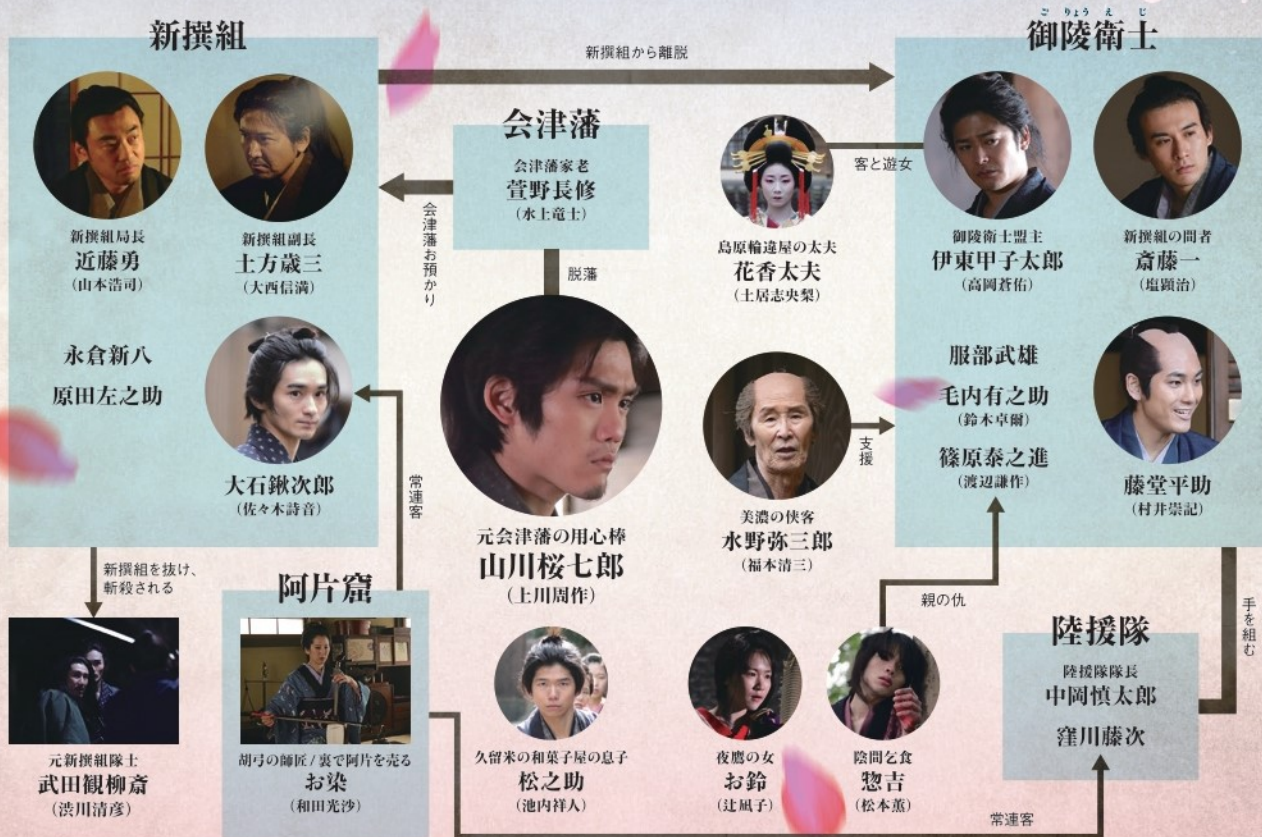 新撰組
新撰組局長
近藤勇
（山本浩司）
新撰組副長
土方歳三
（大西信満）
永倉新八
原田左之助
大石鍬次郎
（佐々木詩音）
新撰組から離脱
会津藩
会津藩家老
萱野長修
（水上竜士）
会津藩お預かり
脱藩
元会津藩の用心棒
山川桜七郎
（上川周作）
島原輪違屋の太夫
花香太夫
（土居志央梨）
客と遊女
ごりょうえじ
御陵衛士
御陵衛士盟主
伊東甲子太郎
（高岡蒼佑）
新撰組の間者
斎藤一
（塩顕治）
服部武雄
毛内有之助
（鈴木卓爾）
篠原泰之進
（渡辺謙作）
藤堂平助
（村井崇記）
美濃の侠客
水野弥三郎
（福本清三）
支援
新撰組を抜け、
斬殺される
元新撰組隊士
武田観柳斎
（渋川清彦）
阿片窟
胡弓の師匠/裏で阿片を売る
お染
（和田光沙）
常連客
久留米の和菓子屋の息子
松之助
（池内祥人）
夜鷹の女
お鈴
（辻凪子）
陰間乞食
惣吉
（松本薫）
親の仇
陸援隊
陸援隊隊長
中岡慎太郎
窪川藤次
手を組む
常連客